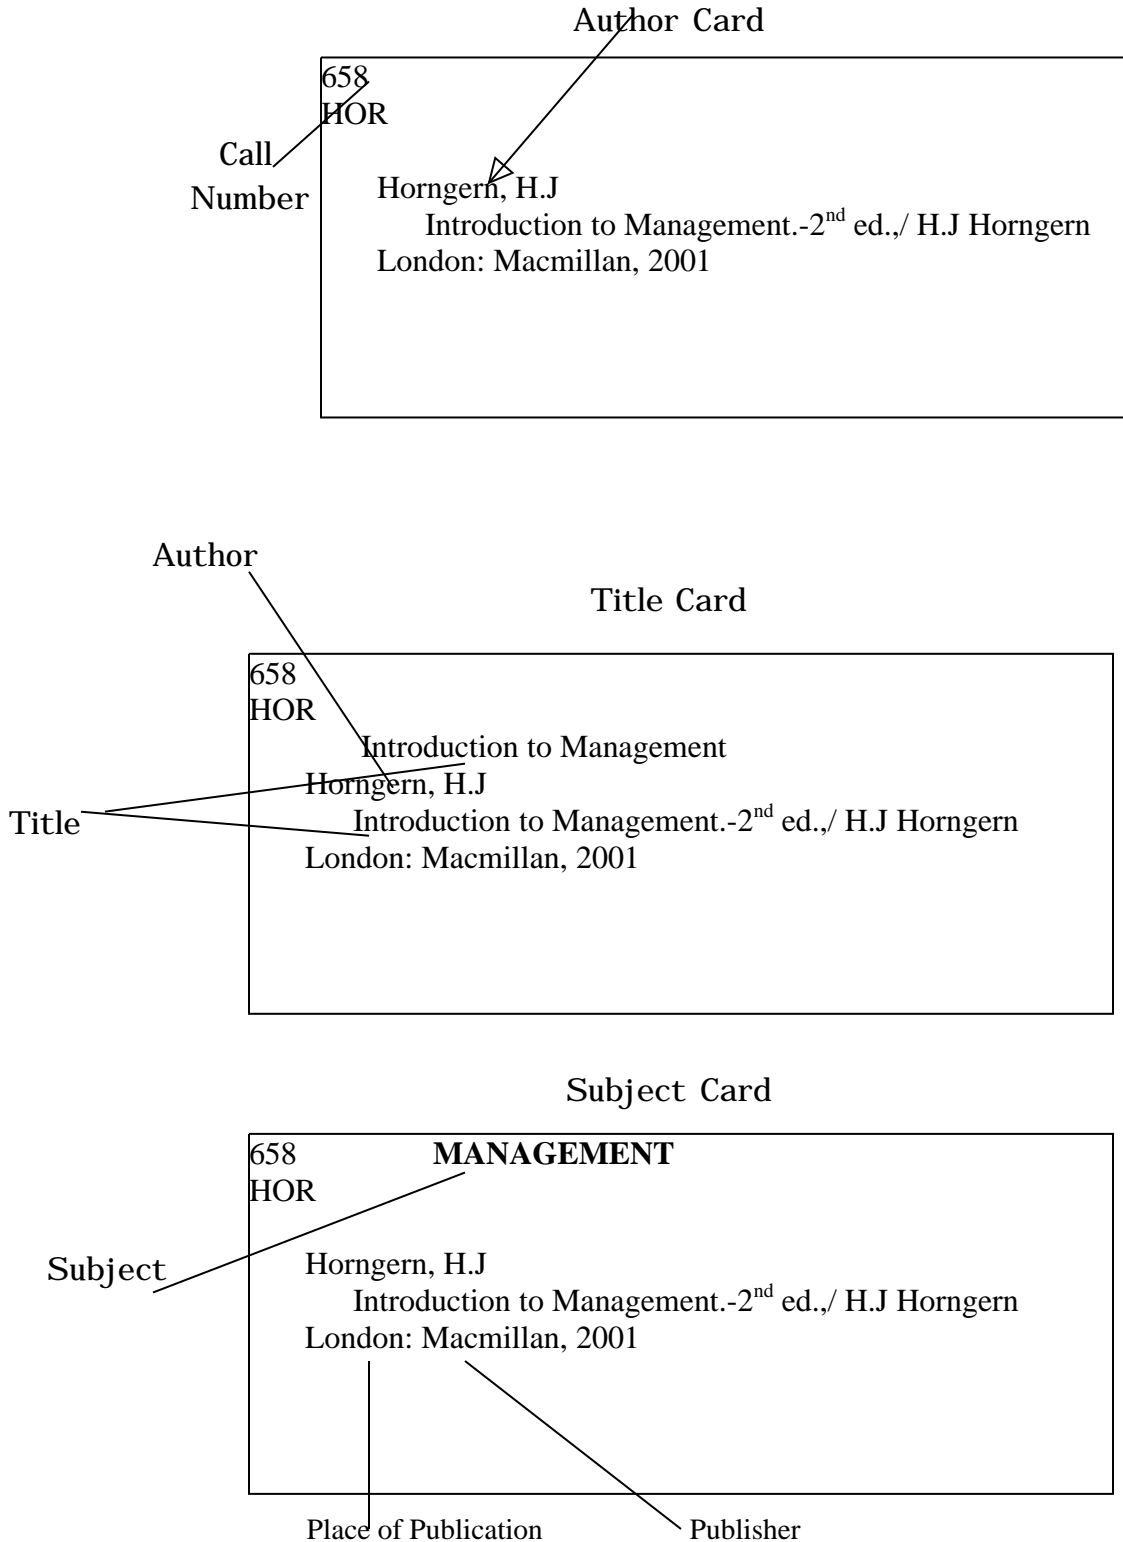 Author Card
658
HOR
Call
Number
Horngern, H.J
Introduction to Management.-2nd ed.,/ H.J Horngern
London: Macmillan, 2001
Author
Title Card
658
HOR
Introduction to Management
Horngern, H.J
Title
Introduction to Management.-2nd ed.,/ H.J Horngern
London: Macmillan, 2001
Subject Card
658 MANAGEMENT
HOR
Subject
Horngern, H.J
Introduction to Management.-2nd ed.,/ H.J Horngern
London: Macmillan, 2001
Place of Publication Publisher